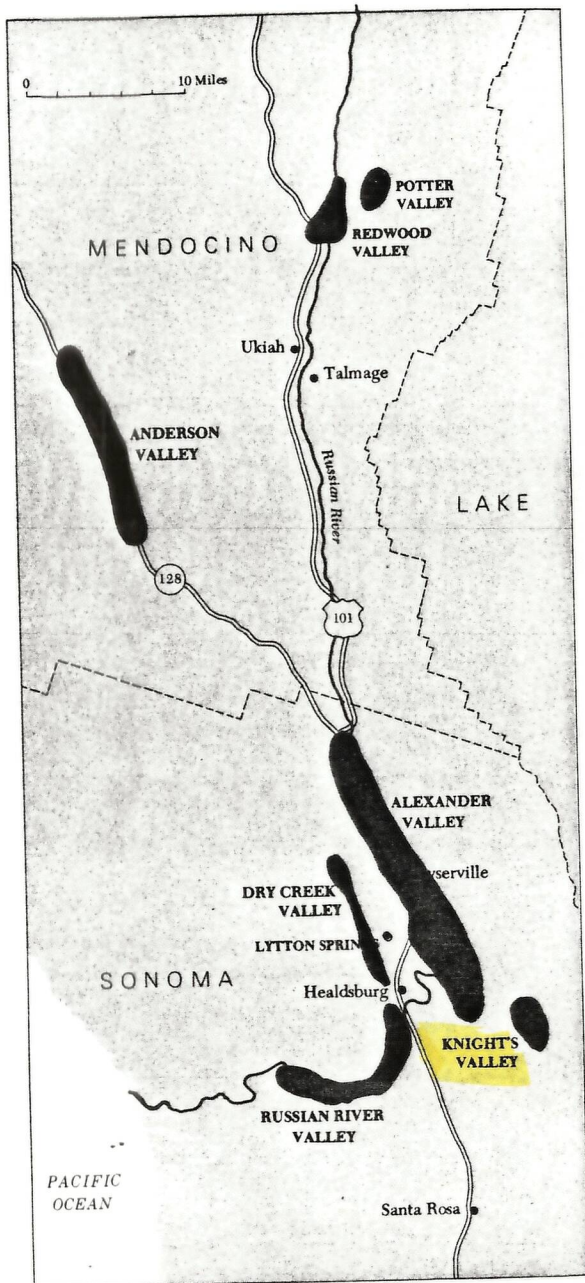 0 10 Miles
POTTER
VALLEY
REDWOOD
VALLEY
MENDOCINO
Ukiah
Talmage
ANDERSON
VALLEY
Russian River
LAKE
128
101
ALEXANDER
VALLEY
yserville
DRY CREEK
VALLEY
LYTTON SPRING
SONOMA
Healdsburg
KNIGHT'S
VALLEY
RUSSIAN RIVER
VALLEY
PACIFIC
OCEAN
Santa Rosa